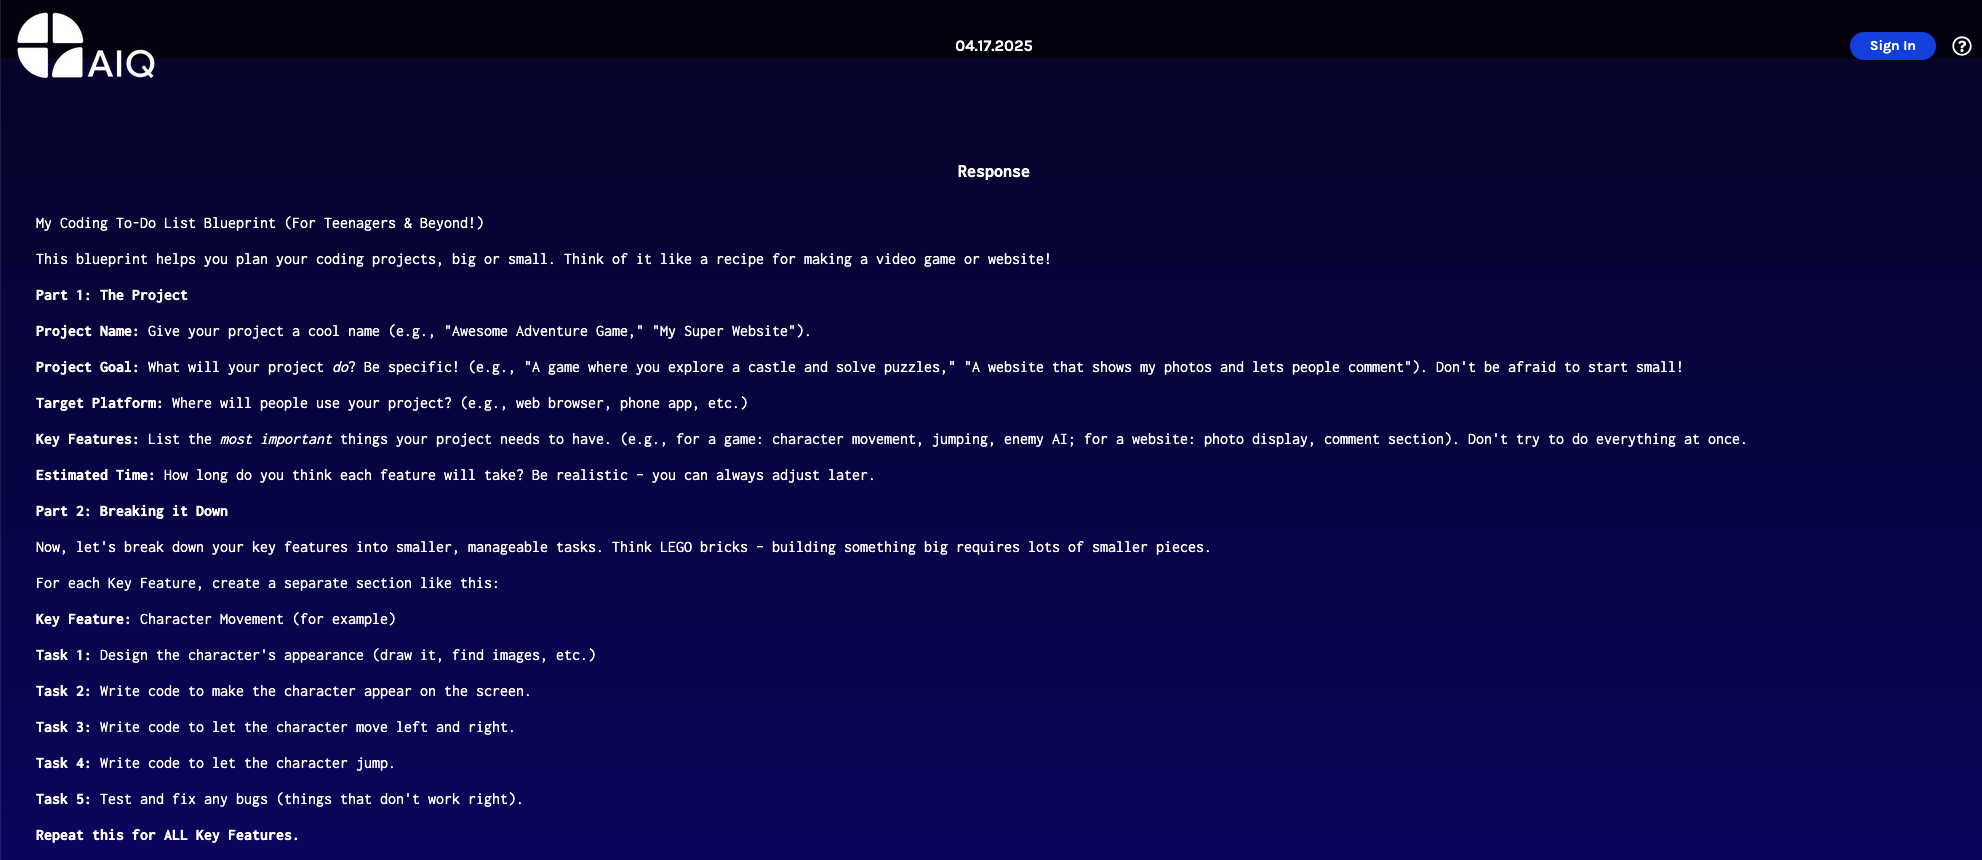 AIQ
04.17.2025
Sign In
?
Response
My Coding To-Do List Blueprint (For Teenagers & Beyond!)
This blueprint helps you plan your coding projects, big or small. Think of it like a recipe for making a video game or website!
Part 1: The Project
Project Name: Give your project a cool name (e.g., "Awesome Adventure Game," "My Super Website").
Project Goal: What will your project do? Be specific! (e.g., "A game where you explore a castle and solve puzzles," "A website that shows my photos and lets people comment"). Don't be afraid to start small!
Target Platform: Where will people use your project? (e.g., web browser, phone app, etc.)
Key Features: List the most important things your project needs to have. (e.g., for a game: character movement, jumping, enemy AI; for a website: photo display, comment section). Don't try to do everything at once.
Estimated Time: How long do you think each feature will take? Be realistic – you can always adjust later.
Part 2: Breaking it Down
Now, let's break down your key features into smaller, manageable tasks. Think LEGO bricks – building something big requires lots of smaller pieces.
For each Key Feature, create a separate section like this:
Key Feature: Character Movement (for example)
Task 1: Design the character's appearance (draw it, find images, etc.)
Task 2: Write code to make the character appear on the screen.
Task 3: Write code to let the character move left and right.
Task 4: Write code to let the character jump.
Task 5: Test and fix any bugs (things that don't work right).
Repeat this for ALL Key Features.